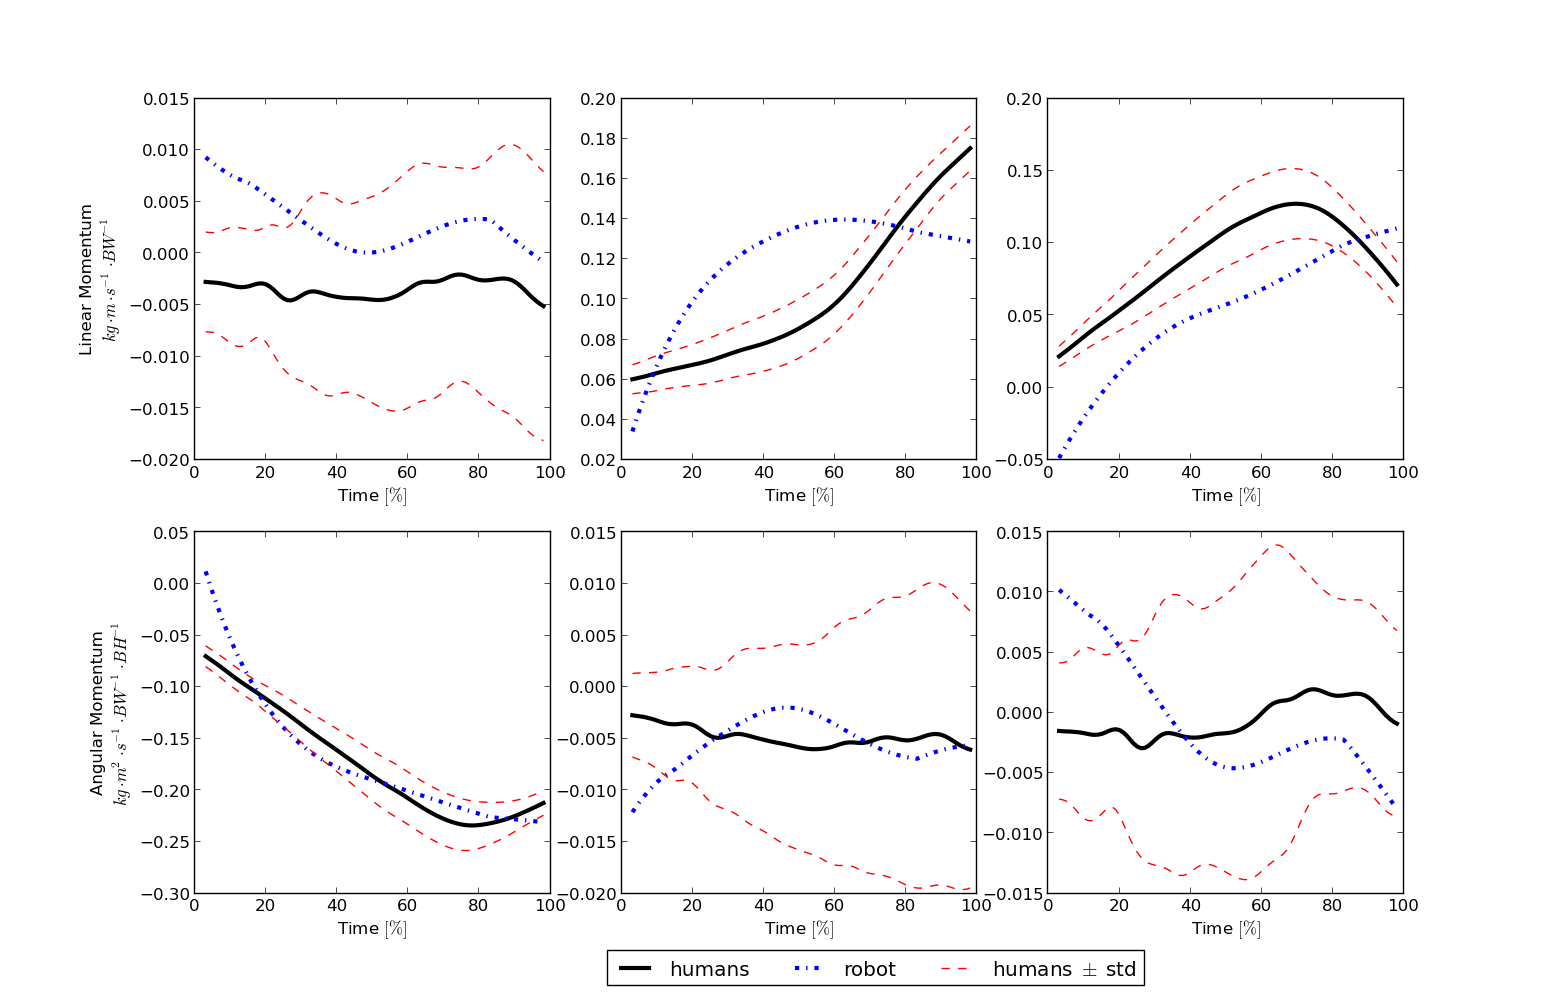 Linear Momentum
kg·m·s⁻¹·BW⁻¹
0.015
0.010
0.005
0.000
−0.005
−0.010
−0.015
−0.020
0 20 40 60 80 100
Time [%]
0.20
0.18
0.16
0.14
0.12
0.10
0.08
0.06
0.04
0.02
0 20 40 60 80 100
Time [%]
0.20
0.15
0.10
0.05
0.00
−0.05
0 20 40 60 80 100
Time [%]
Angular Momentum
kg·m²·s⁻¹·BW⁻¹·BH⁻¹
0.05
0.00
−0.05
−0.10
−0.15
−0.20
−0.25
−0.30
0 20 40 60 80 100
Time [%]
0.015
0.010
0.005
0.000
−0.005
−0.010
−0.015
−0.020
0 20 40 60 80 100
Time [%]
0.015
0.010
0.005
0.000
−0.005
−0.010
−0.015
0 20 40 60 80 100
Time [%]
humans robot humans ± std